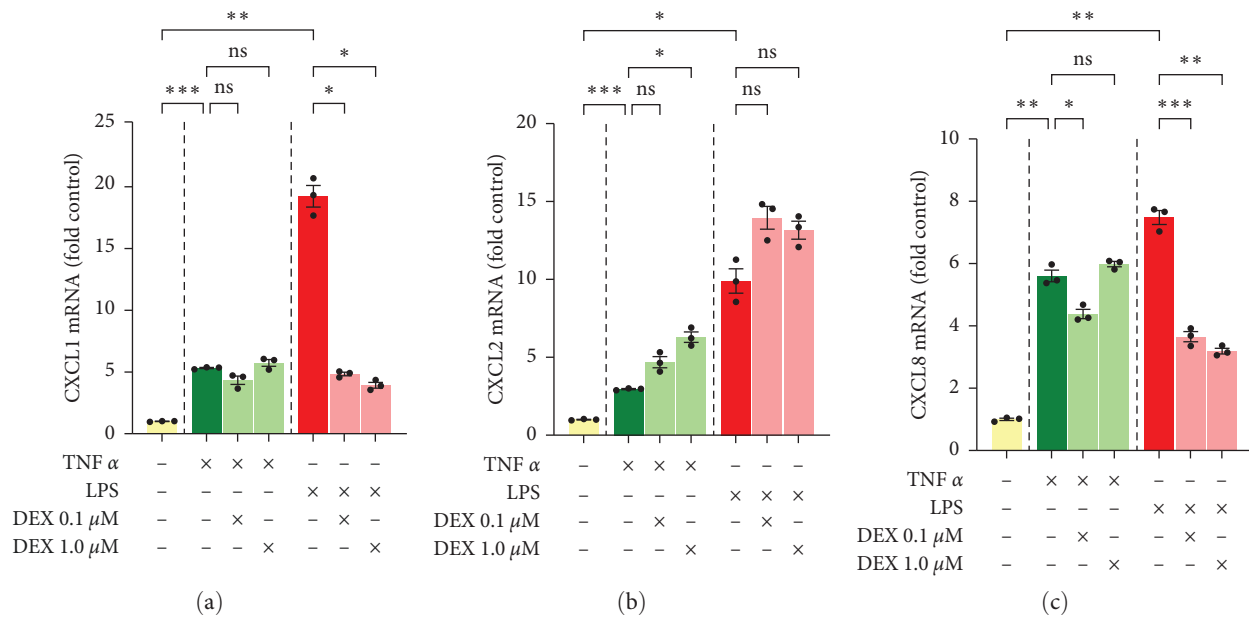 **
ns
*
***
ns
*
CXCL1 mRNA (fold control)
25
20
15
10
5
0
TNF α – × × × – – –
LPS – – – – × × ×
DEX 0.1 µM – – × – – × –
DEX 1.0 µM – – – × – – ×
(a)
*
*
ns
***
ns
ns
CXCL2 mRNA (fold control)
20
15
10
5
0
TNF α – × × × – – –
LPS – – – – × × ×
DEX 0.1 µM – – × – – × –
DEX 1.0 µM – – – × – – ×
(b)
**
ns
**
**
*
***
CXCL8 mRNA (fold control)
10
8
6
4
2
0
TNF α – × × × – – –
LPS – – – – × × ×
DEX 0.1 µM – – × – – × –
DEX 1.0 µM – – – × – – ×
(c)